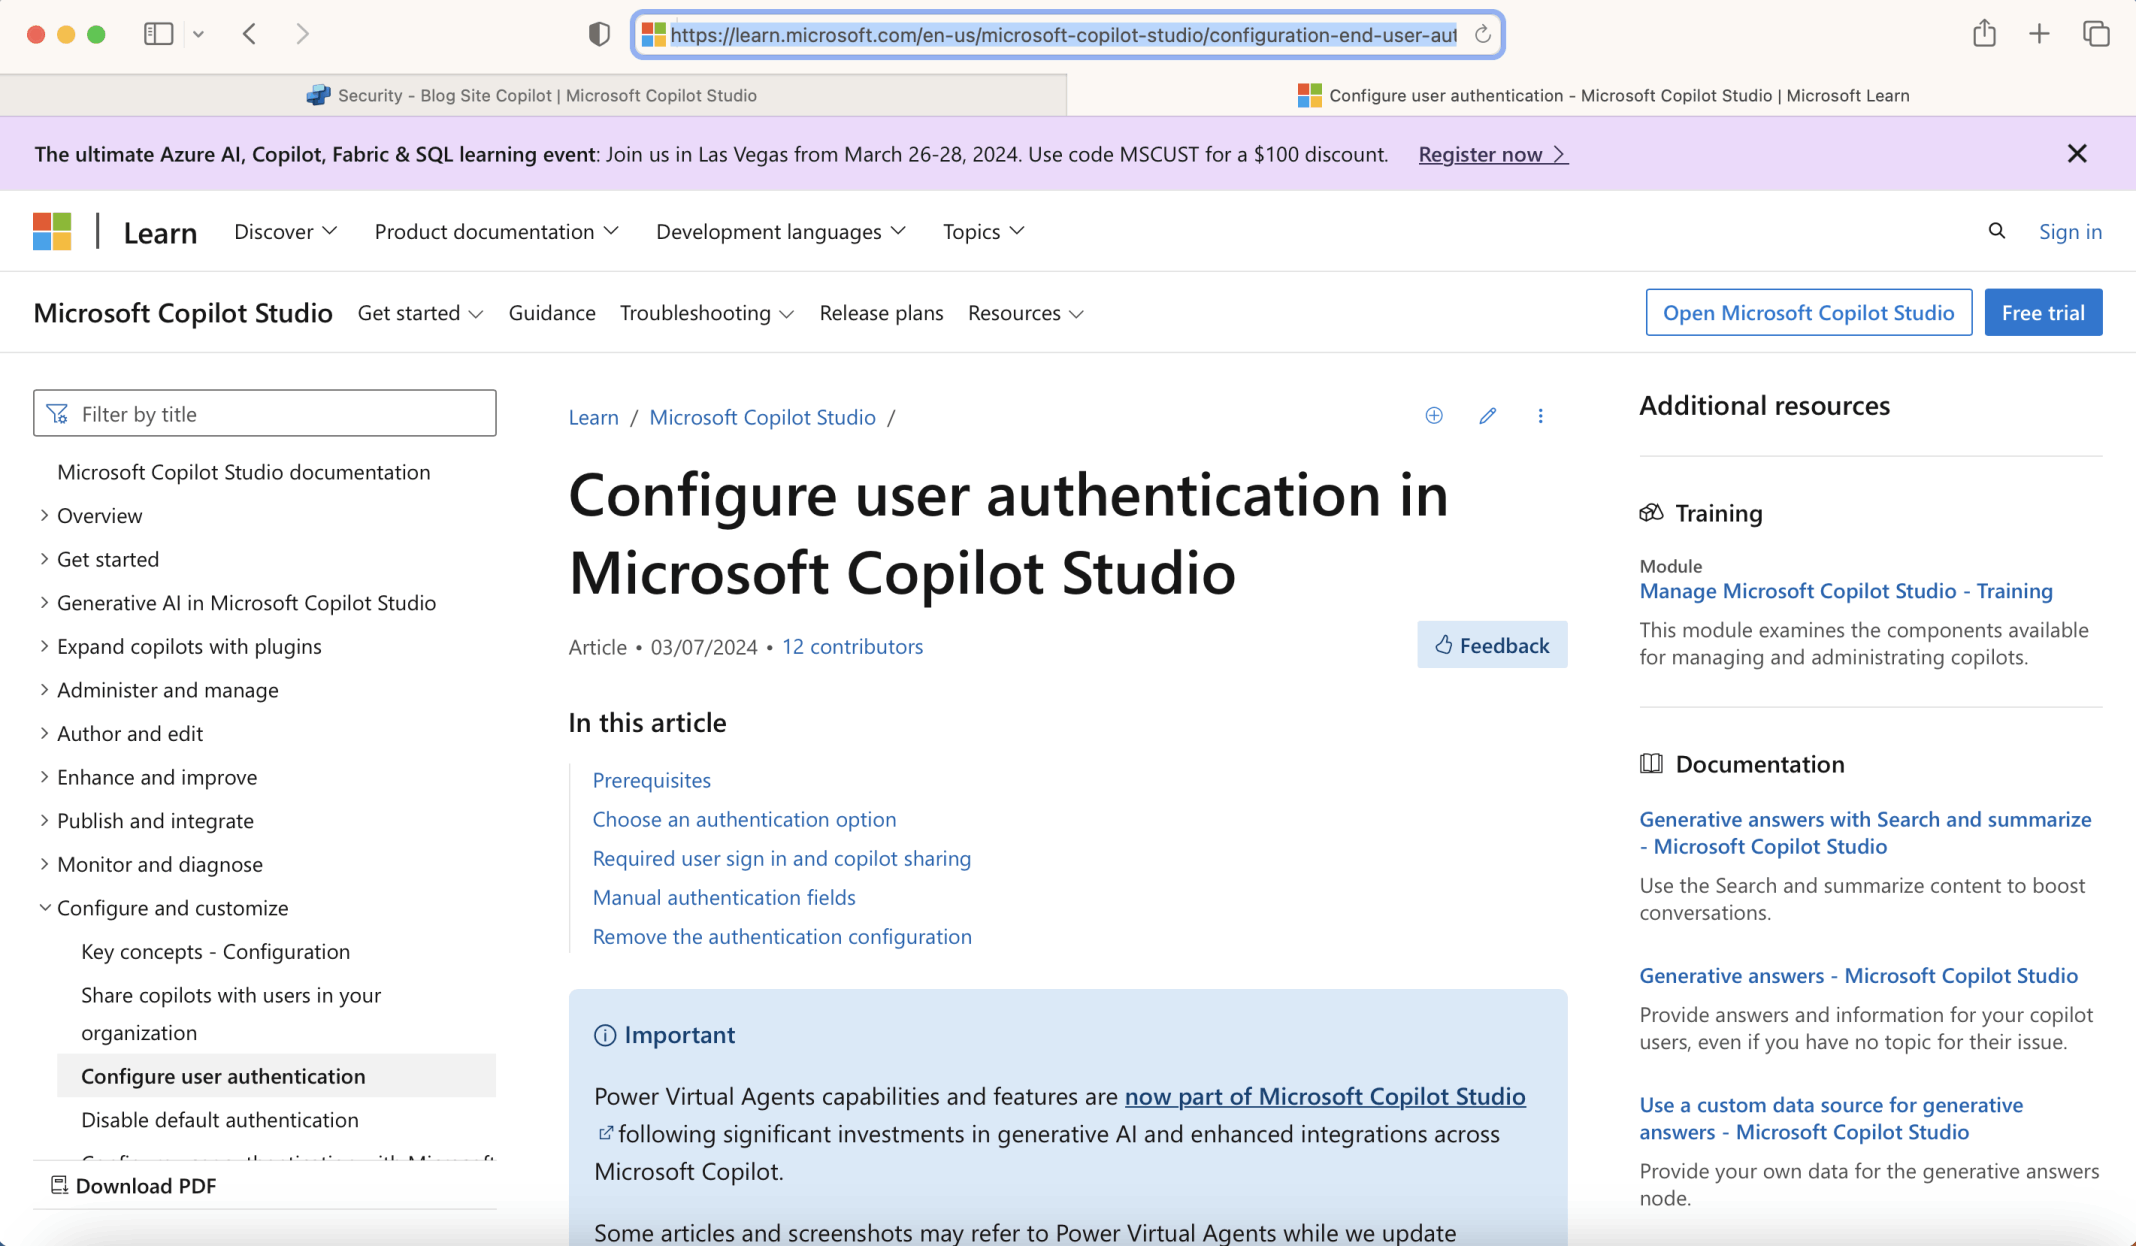 https://learn.microsoft.com/en-us/microsoft-copilot-studio/configuration-end-user-aut
Security - Blog Site Copilot | Microsoft Copilot Studio
Configure user authentication - Microsoft Copilot Studio | Microsoft Learn
The ultimate Azure AI, Copilot, Fabric & SQL learning event: Join us in Las Vegas from March 26-28, 2024. Use code MSCUST for a $100 discount. Register now
Learn Discover Product documentation Development languages Topics Sign in
Microsoft Copilot Studio Get started Guidance Troubleshooting Release plans Resources Open Microsoft Copilot Studio Free trial
Filter by title
Microsoft Copilot Studio documentation
Overview
Get started
Generative AI in Microsoft Copilot Studio
Expand copilots with plugins
Administer and manage
Author and edit
Enhance and improve
Publish and integrate
Monitor and diagnose
Configure and customize
Key concepts - Configuration
Share copilots with users in your
organization
Configure user authentication
Disable default authentication
Download PDF
Learn / Microsoft Copilot Studio /
Configure user authentication in
Microsoft Copilot Studio
Article • 03/07/2024 • 12 contributors
Feedback
In this article
Prerequisites
Choose an authentication option
Required user sign in and copilot sharing
Manual authentication fields
Remove the authentication configuration
Important
Power Virtual Agents capabilities and features are now part of Microsoft Copilot Studio
following significant investments in generative AI and enhanced integrations across
Microsoft Copilot.
Some articles and screenshots may refer to Power Virtual Agents while we update
Additional resources
Training
Module
Manage Microsoft Copilot Studio - Training
This module examines the components available
for managing and administrating copilots.
Documentation
Generative answers with Search and summarize
- Microsoft Copilot Studio
Use the Search and summarize content to boost
conversations.
Generative answers - Microsoft Copilot Studio
Provide answers and information for your copilot
users, even if you have no topic for their issue.
Use a custom data source for generative
answers - Microsoft Copilot Studio
Provide your own data for the generative answers
node.